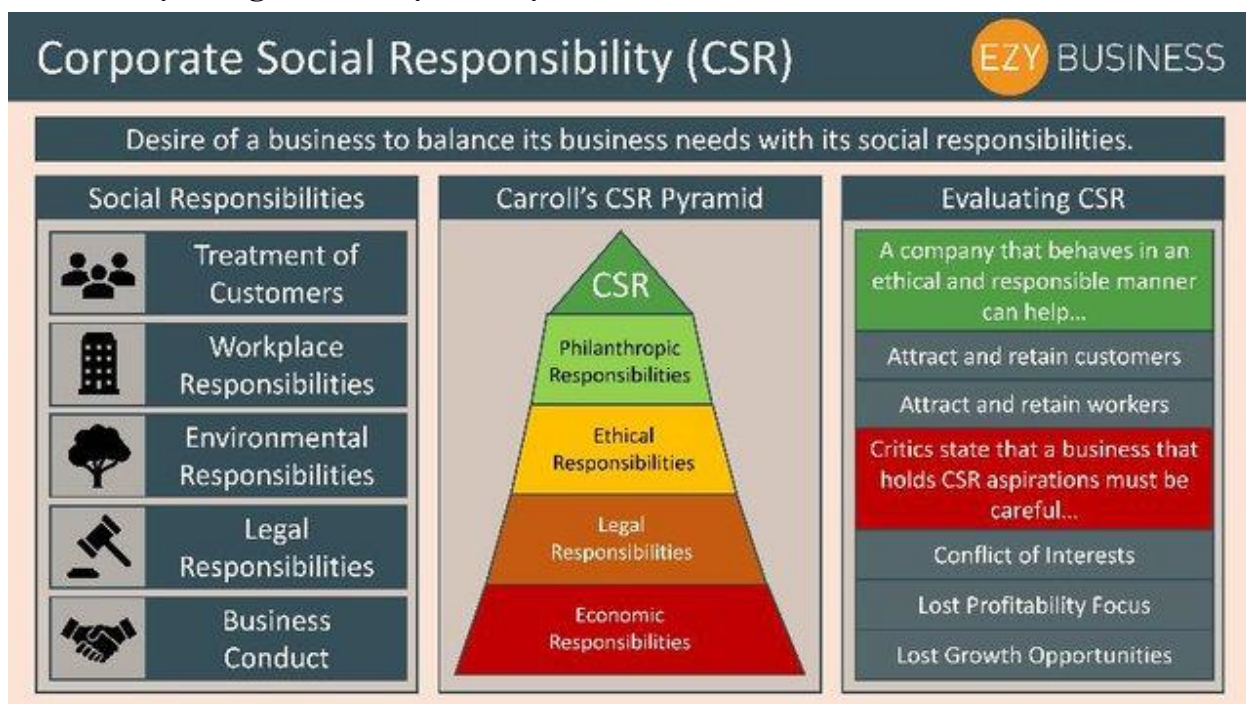 Corporate Social Responsibility (CSR)
EZY BUSINESS
Desire of a business to balance its business needs with its social responsibilities.
Social Responsibilities
Treatment of
Customers
Workplace
Responsibilities
Environmental
Responsibilities
Legal
Responsibilities
Business
Conduct
Carroll's CSR Pyramid
CSR
Philanthropic
Responsibilities
Ethical
Responsibilities
Legal
Responsibilities
Economic
Responsibilities
Evaluating CSR
A company that behaves in an
ethical and responsible manner
can help...
Attract and retain customers
Attract and retain workers
Critics state that a business that
holds CSR aspirations must be
careful...
Conflict of Interests
Lost Profitability Focus
Lost Growth Opportunities